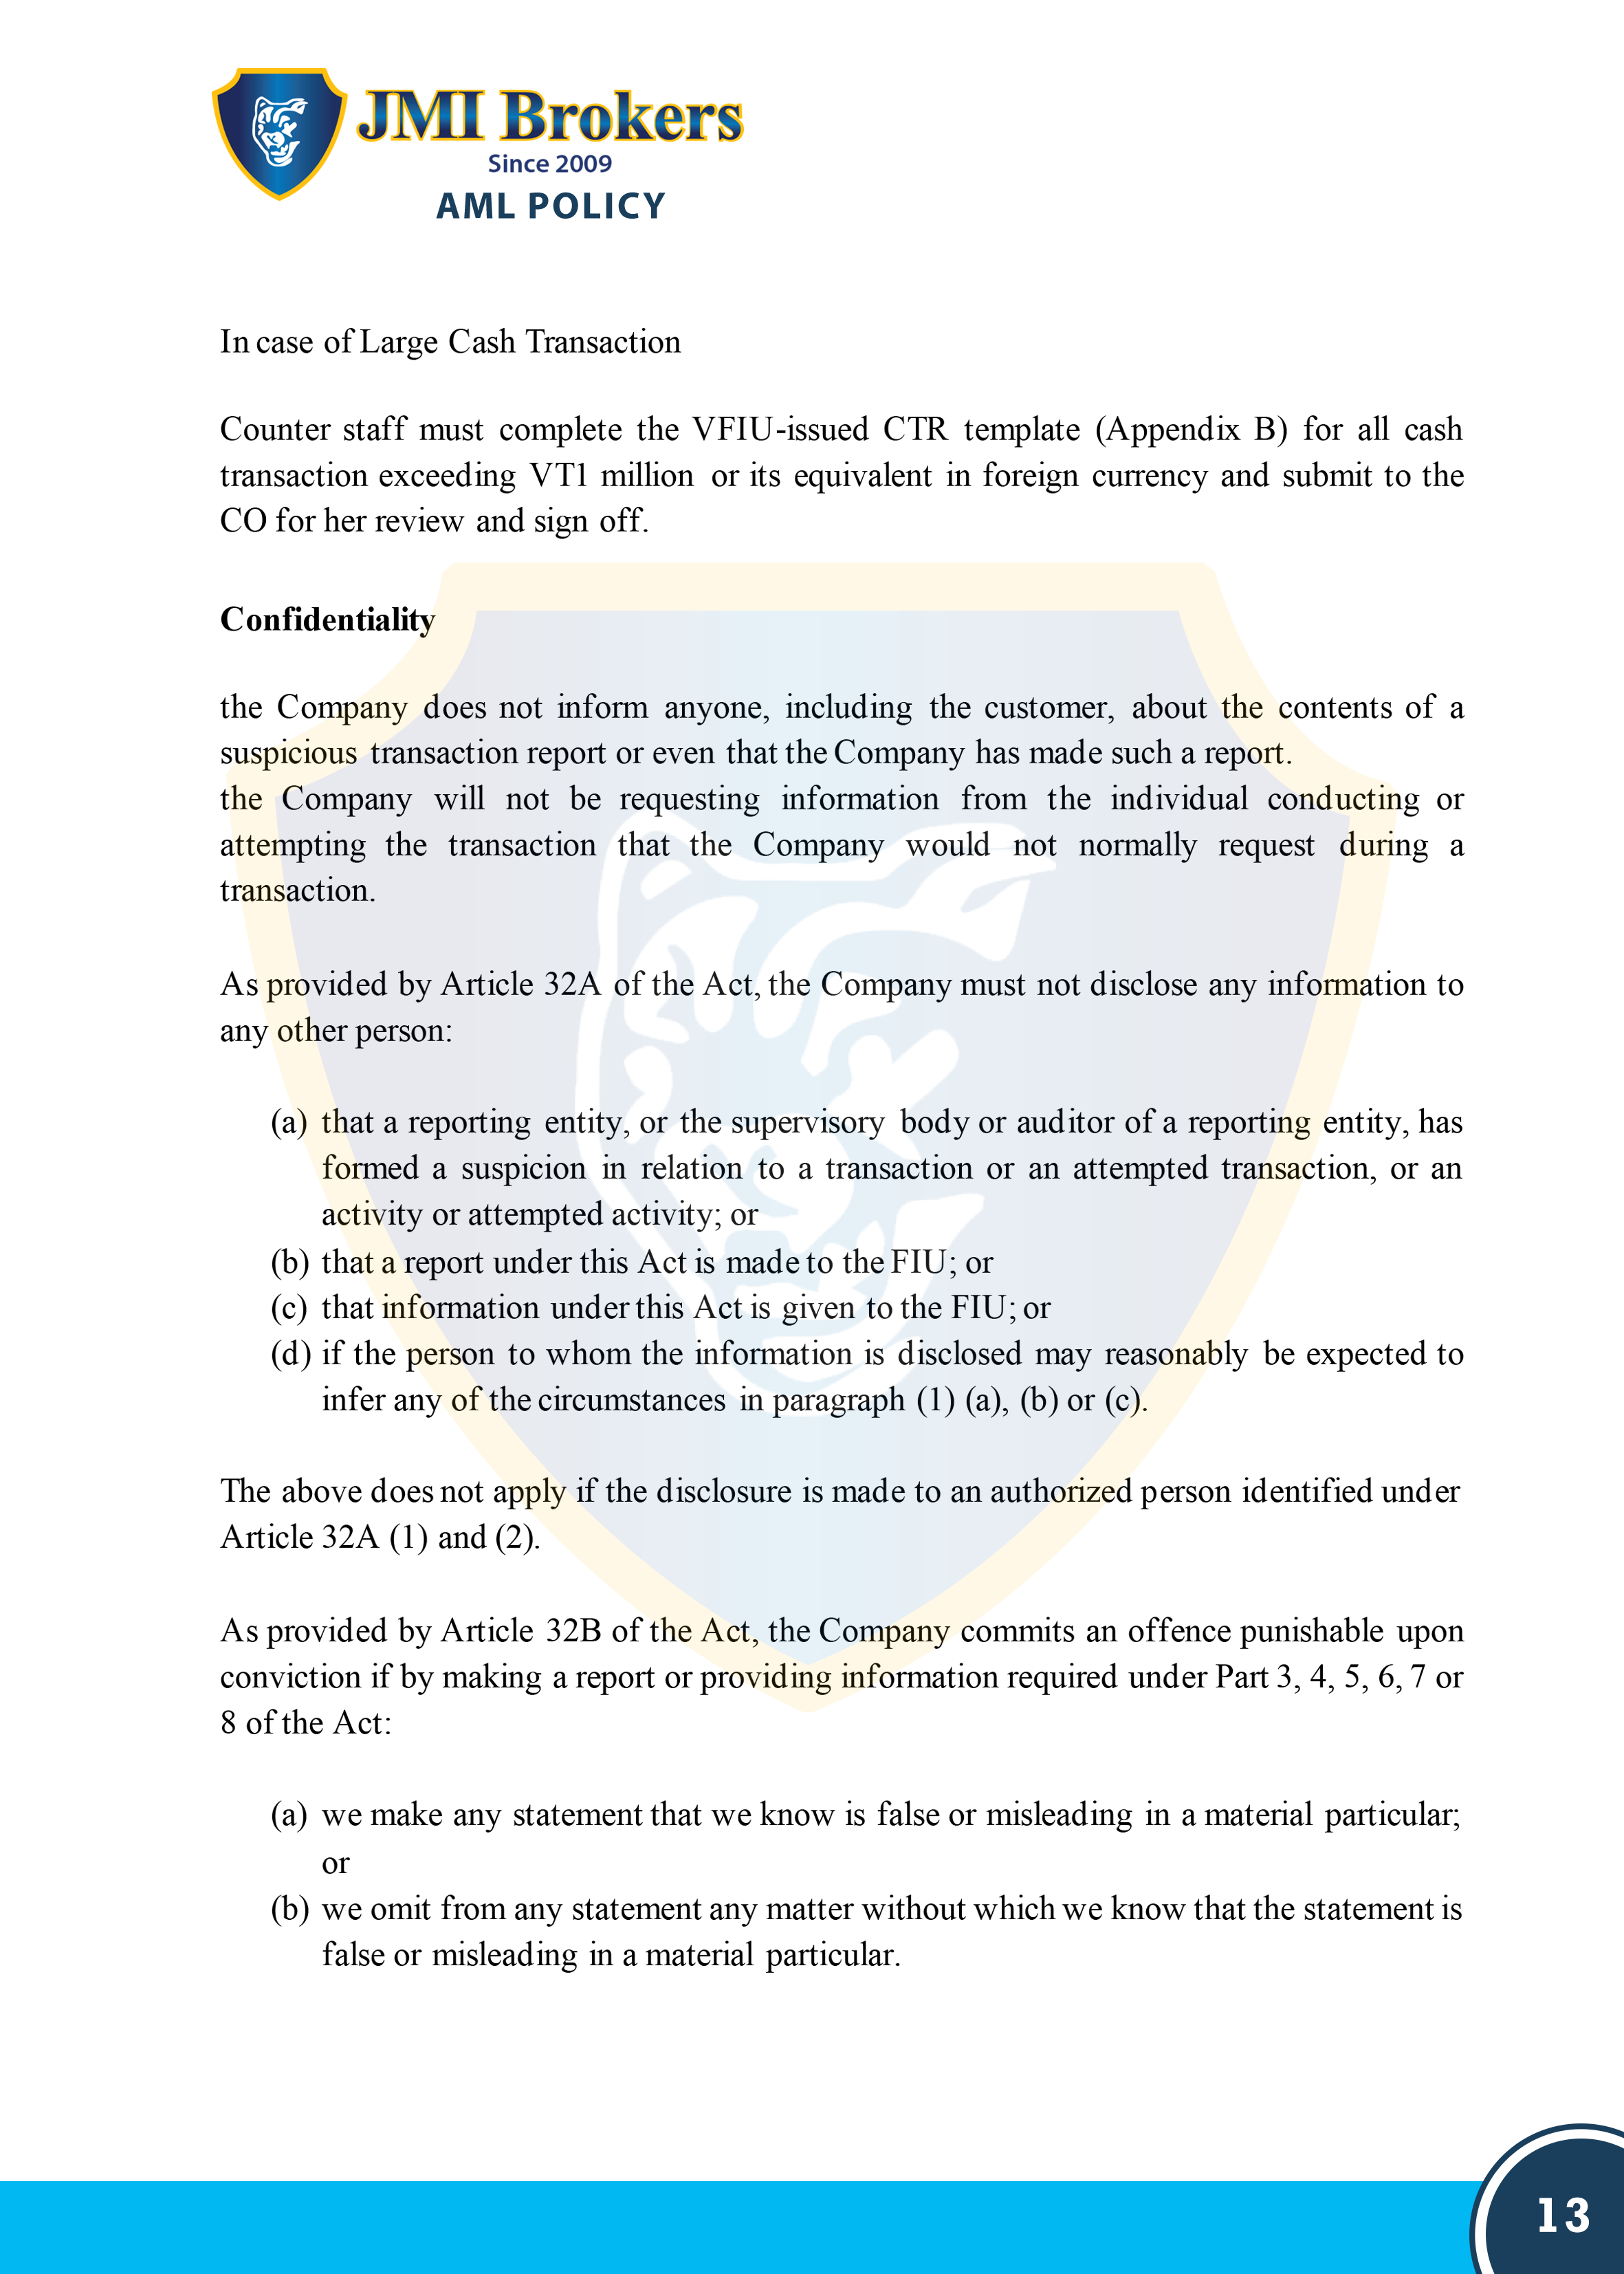 JMI Brokers
Since 2009
AML POLICY
In case of Large Cash Transaction
Counter staff must complete the VFIU-issued CTR template (Appendix B) for all cash
transaction exceeding VT1 million or its equivalent in foreign currency and submit to the
CO for her review and sign off.
Confidentiality
the Company does not inform anyone, including the customer, about the contents of a
suspicious transaction report or even that the Company has made such a report.
the Company will not be requesting information from the individual conducting or
attempting the transaction that the Company would not normally request during a
transaction.
As provided by Article 32A of the Act, the Company must not disclose any information to
any other person:
(a) that a reporting entity, or the supervisory body or auditor of a reporting entity, has
formed a suspicion in relation to a transaction or an attempted transaction, or an
activity or attempted activity; or
(b) that a report under this Act is made to the FIU; or
(c) that information under this Act is given to the FIU; or
(d) if the person to whom the information is disclosed may reasonably be expected to
infer any of the circumstances in paragraph (1) (a), (b) or (c).
The above does not apply if the disclosure is made to an authorized person identified under
Article 32A (1) and (2).
As provided by Article 32B of the Act, the Company commits an offence punishable upon
conviction if by making a report or providing information required under Part 3, 4, 5, 6, 7 or
8 of the Act:
(a) we make any statement that we know is false or misleading in a material particular;
or
(b) we omit from any statement any matter without which we know that the statement is
false or misleading in a material particular.
13